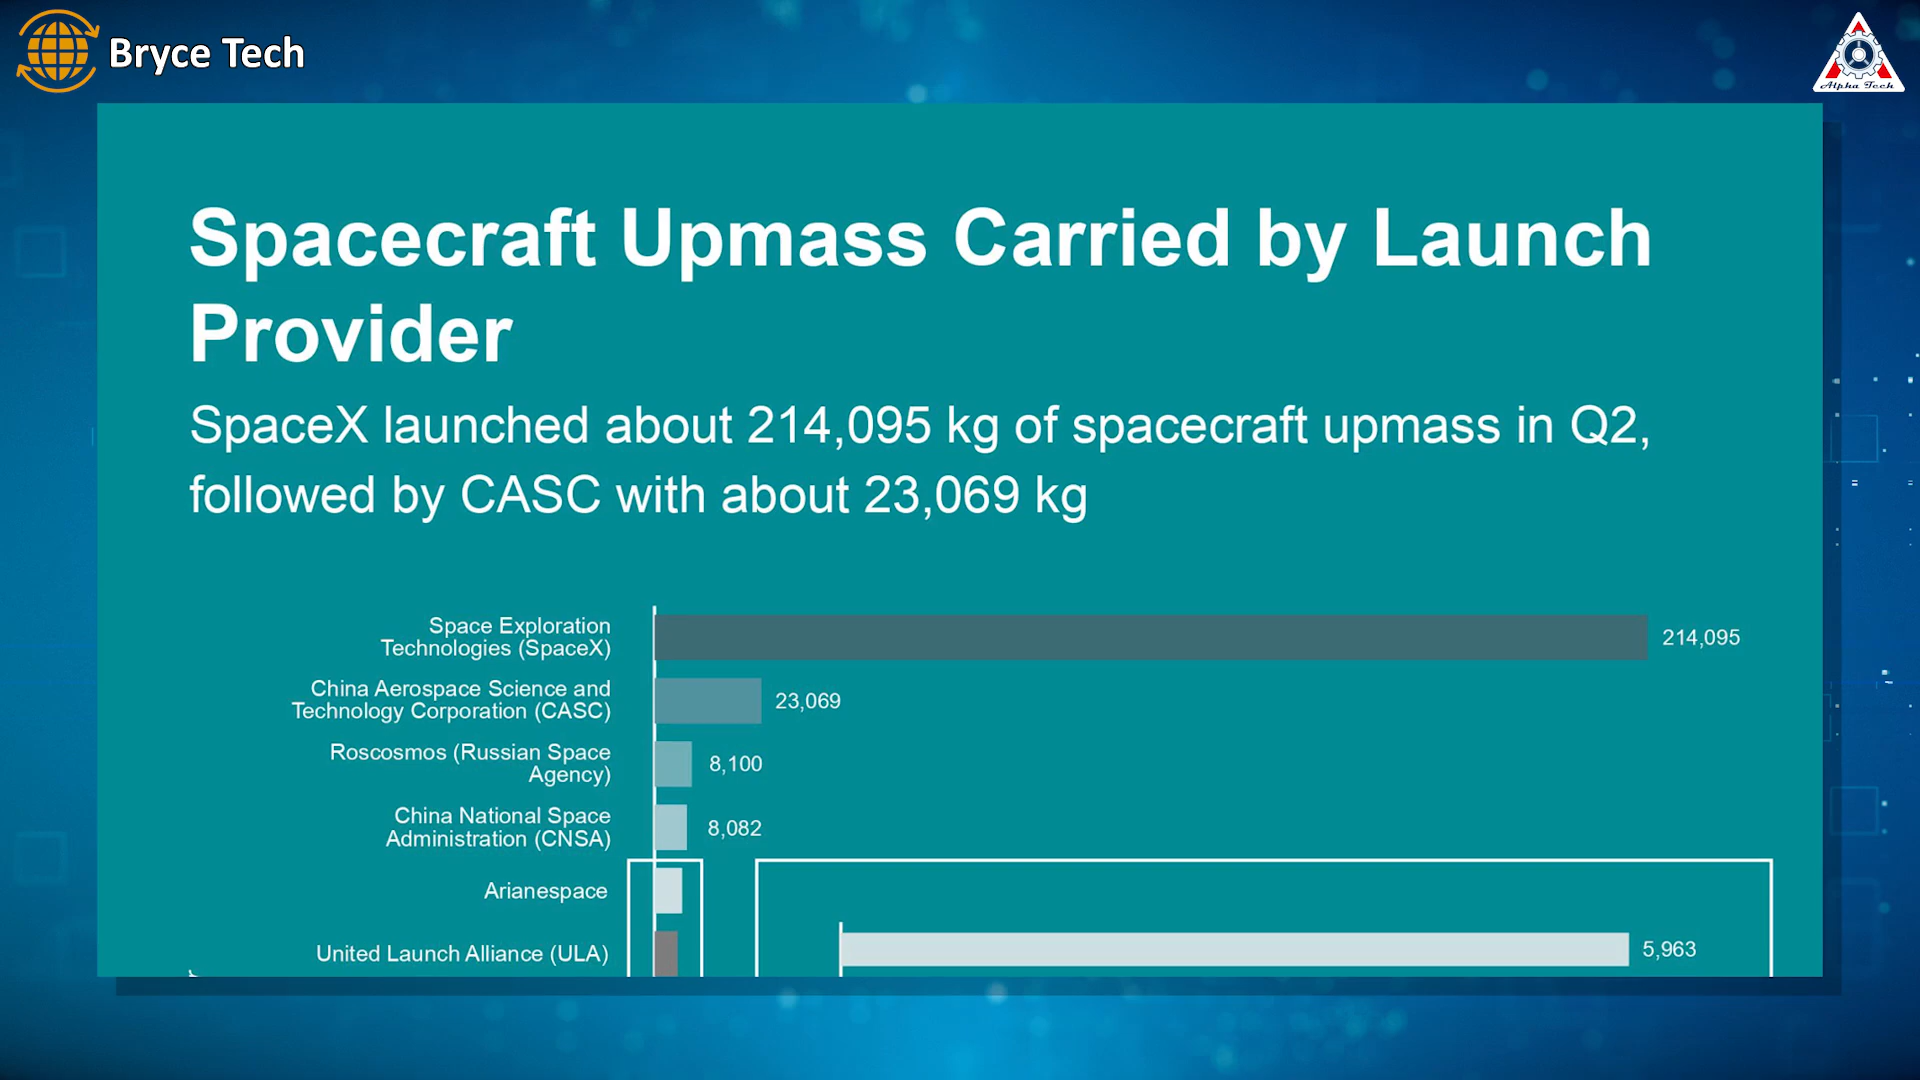 Bryce Tech
Alpha Tech
Spacecraft Upmass Carried by Launch
Provider
SpaceX launched about 214,095 kg of spacecraft upmass in Q2,
followed by CASC with about 23,069 kg
Space Exploration
Technologies (SpaceX)
214,095
China Aerospace Science and
Technology Corporation (CASC)
23,069
Roscosmos (Russian Space
Agency)
8,100
China National Space
Administration (CNSA)
8,082
Arianespace
United Launch Alliance (ULA)
5,963